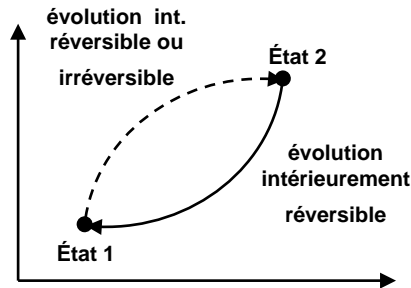 évolution int.
réversible ou
irréversible
État 2
évolution
intérieurement
réversible
État 1